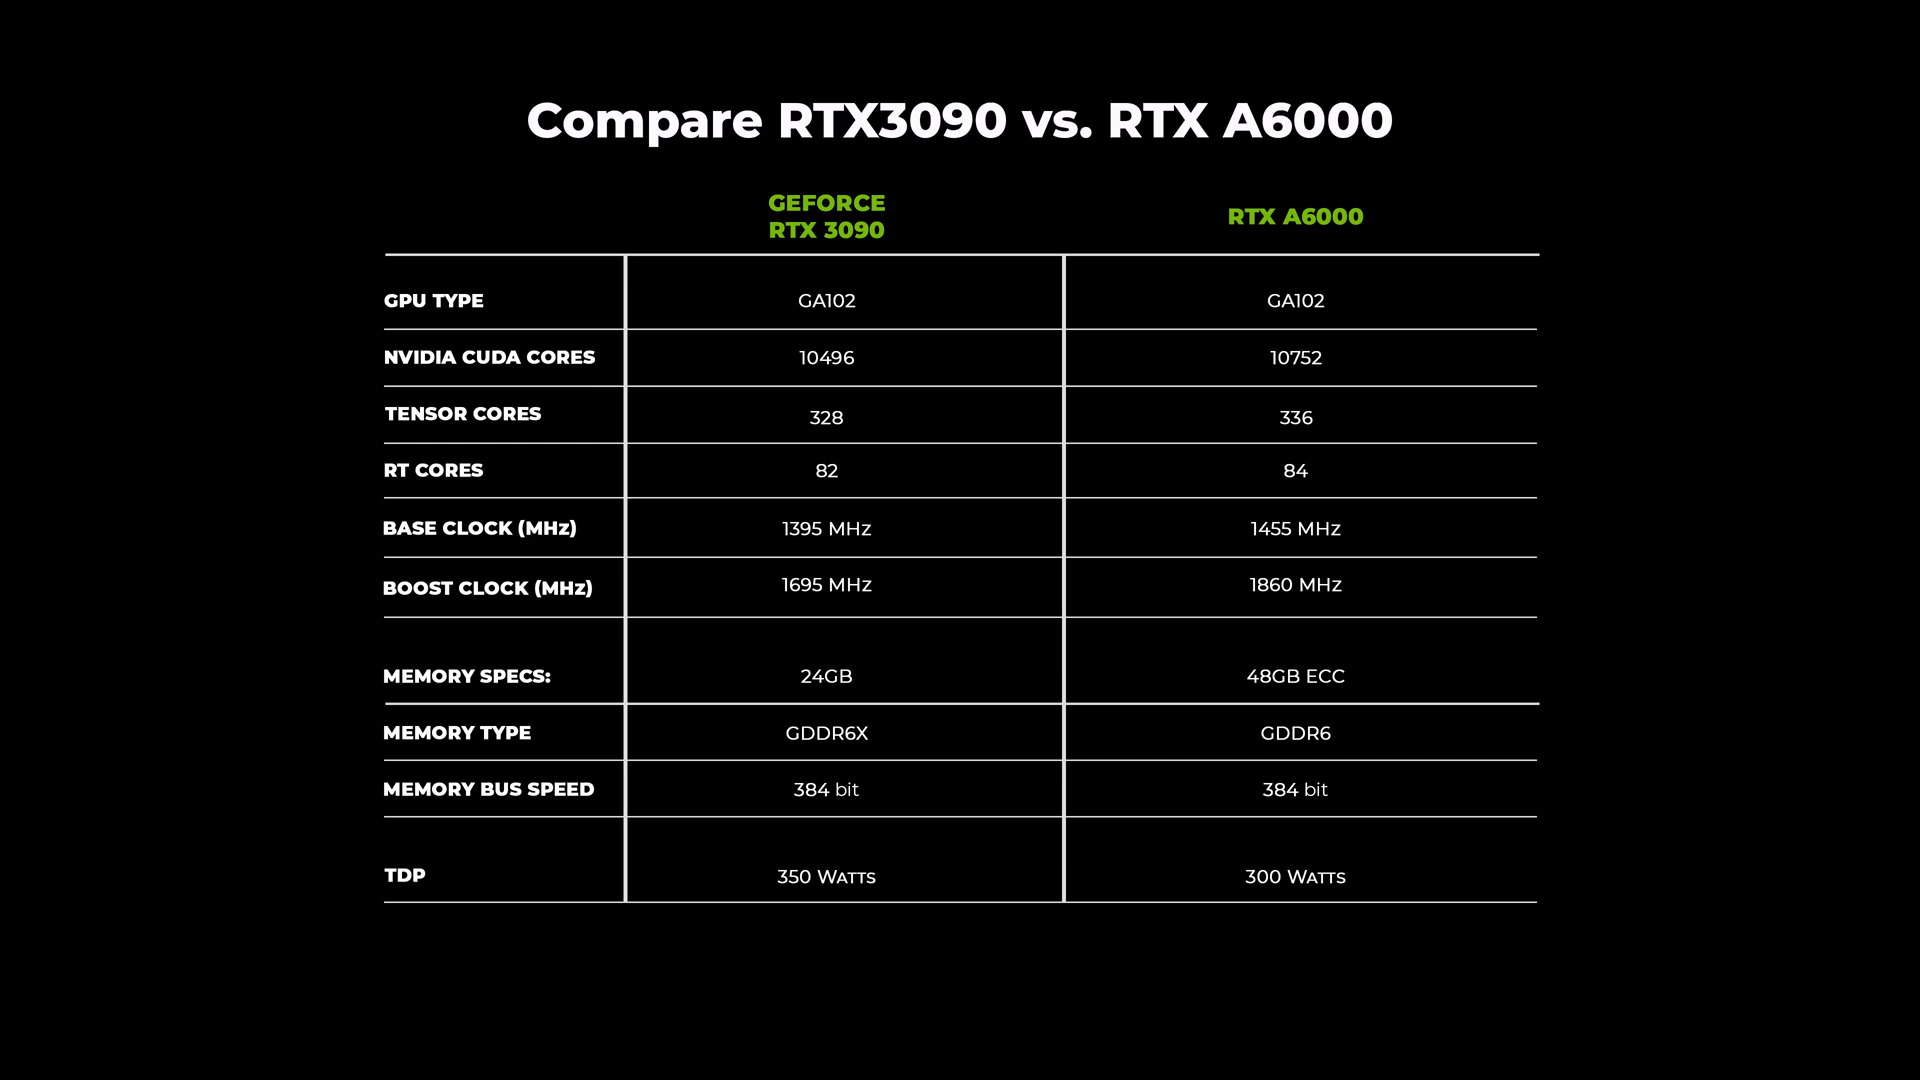 Compare RTX3090 vs. RTX A6000
GEFORCE
RTX 3090
RTX A6000
GPU TYPE GA102 GA102
NVIDIA CUDA CORES 10496 10752
TENSOR CORES 328 336
RT CORES 82 84
BASE CLOCK (MHz) 1395 MHz 1455 MHz
BOOST CLOCK (MHz) 1695 MHz 1860 MHz
MEMORY SPECS: 24GB 48GB ECC
MEMORY TYPE GDDR6X GDDR6
MEMORY BUS SPEED 384 bit 384 bit
TDP 350 WATTS 300 WATTS